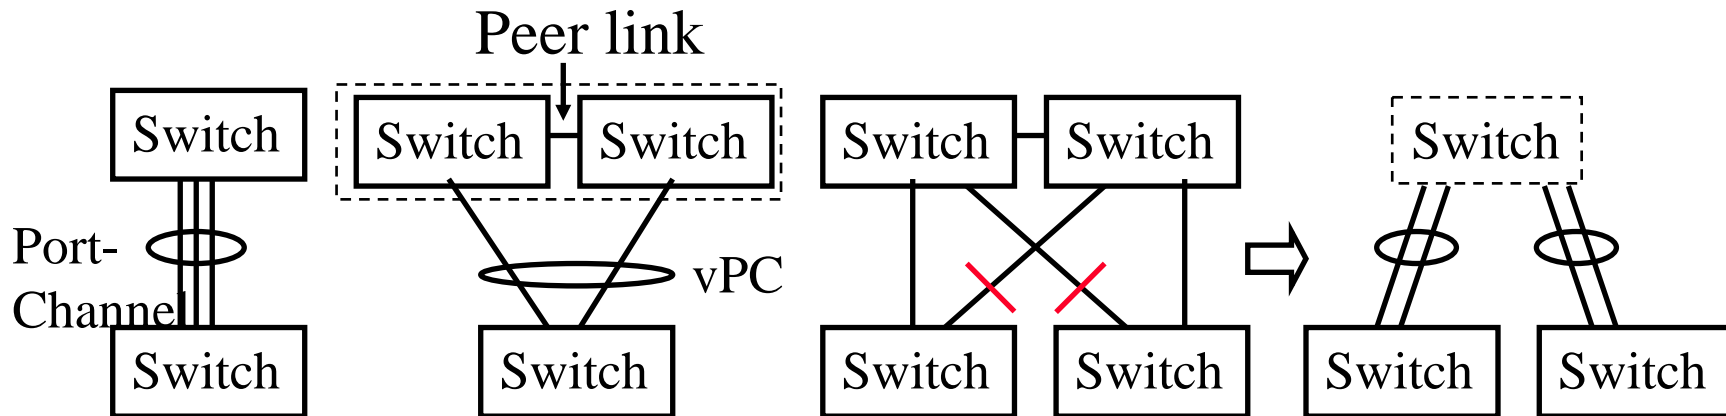 Peer link
Switch
Switch Switch
Switch Switch
Switch
Port-
Channel
vPC
Switch
Switch
Switch Switch
Switch Switch